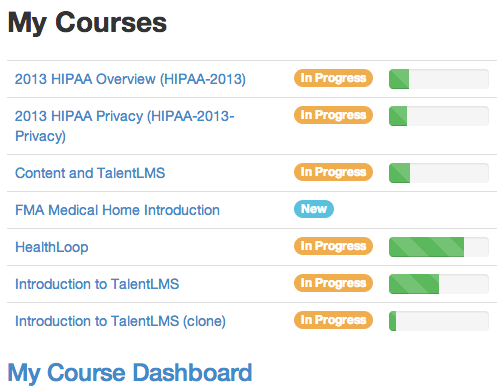 My Courses
2013 HIPAA Overview (HIPAA-2013) In Progress
2013 HIPAA Privacy (HIPAA-2013- In Progress
Privacy)
Content and TalentLMS In Progress
FMA Medical Home Introduction New
HealthLoop In Progress
Introduction to TalentLMS In Progress
Introduction to TalentLMS (clone) In Progress
My Course Dashboard